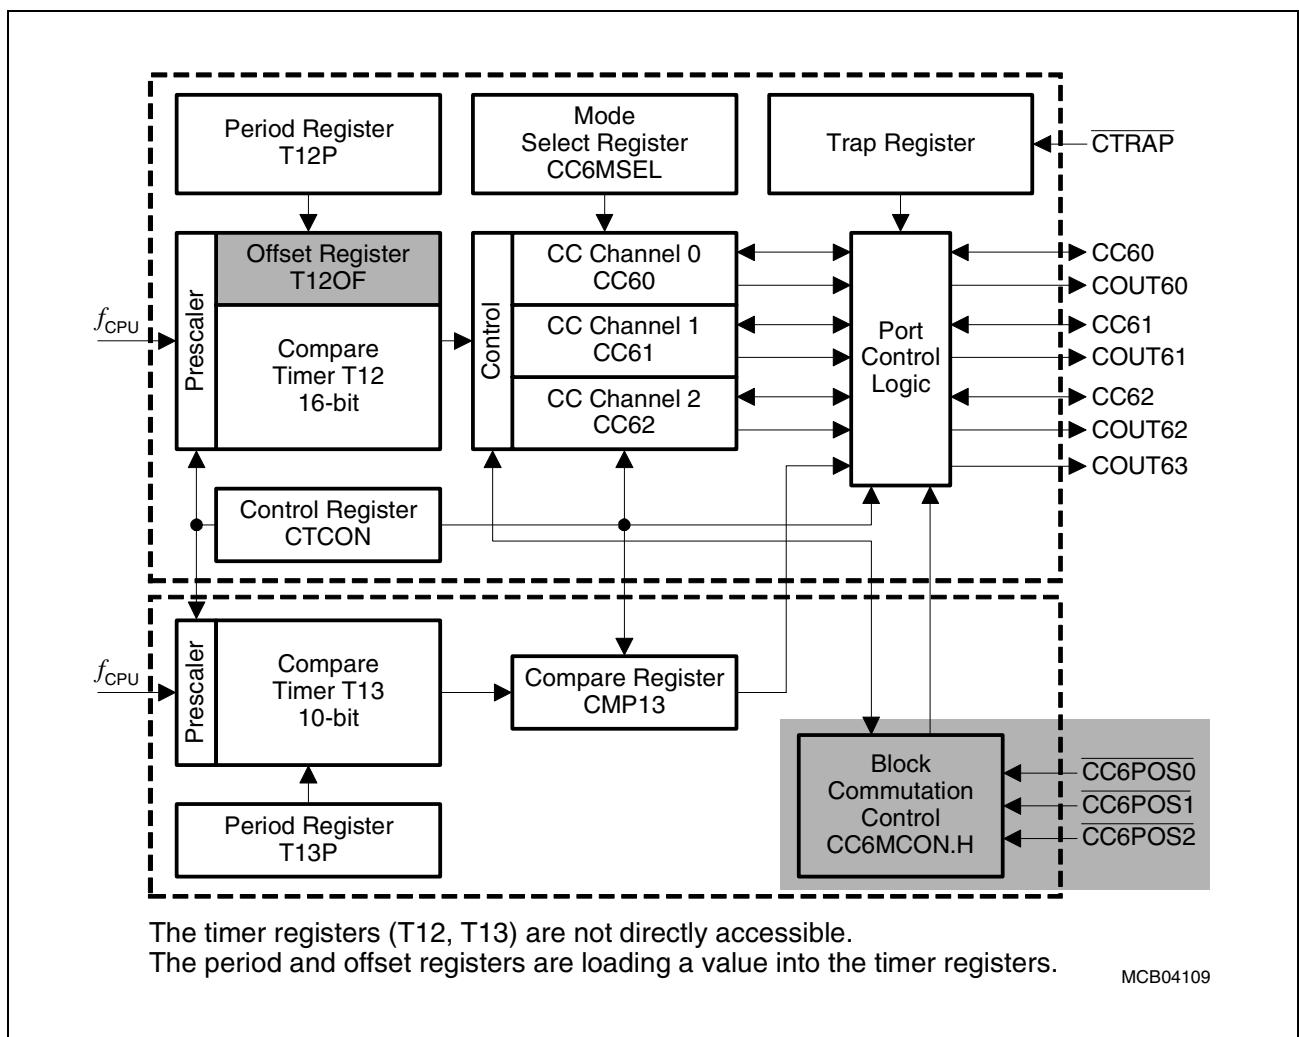 Period Register
T12P
Mode
Select Register
CC6MSEL
Trap Register
CTRAP
Prescaler
Offset Register
T12OF
Compare
Timer T12
16-bit
fCPU
Control
CC Channel 0
CC60
CC Channel 1
CC61
CC Channel 2
CC62
Port
Control
Logic
CC60
COUT60
CC61
COUT61
CC62
COUT62
COUT63
Control Register
CTCON
fCPU
Prescaler
Compare
Timer T13
10-bit
Compare Register
CMP13
Period Register
T13P
Block
Commutation
Control
CC6MCON.H
CC6POS0
CC6POS1
CC6POS2
The timer registers (T12, T13) are not directly accessible.
The period and offset registers are loading a value into the timer registers.
MCB04109